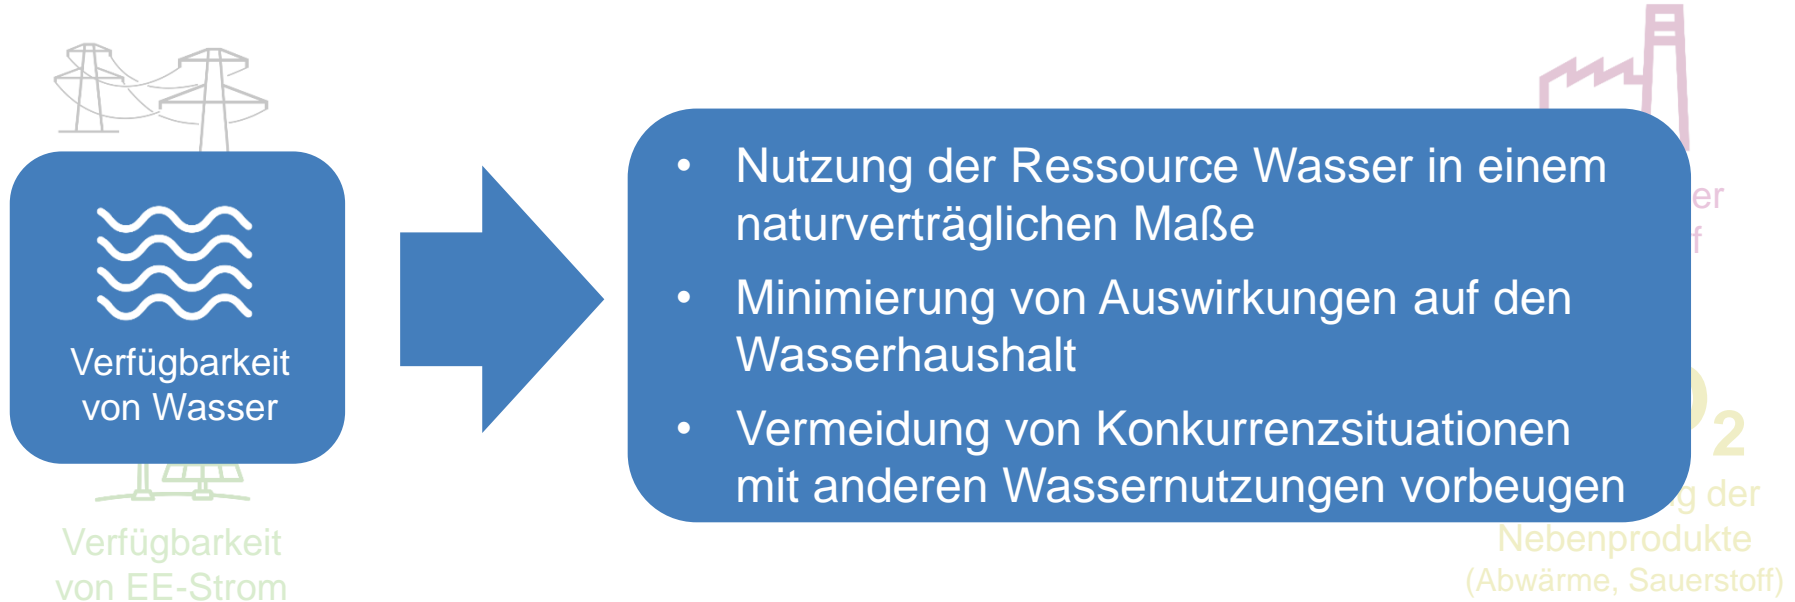 Verfügbarkeit
von Wasser
• Nutzung der Ressource Wasser in einem
naturverträglichen Maße
• Minimierung von Auswirkungen auf den
Wasserhaushalt
• Vermeidung von Konkurrenzsituationen
mit anderen Wassernutzungen vorbeugen
Verfügbarkeit
von EE-Strom
2
der
Nebenprodukte
(Abwärme, Sauerstoff)